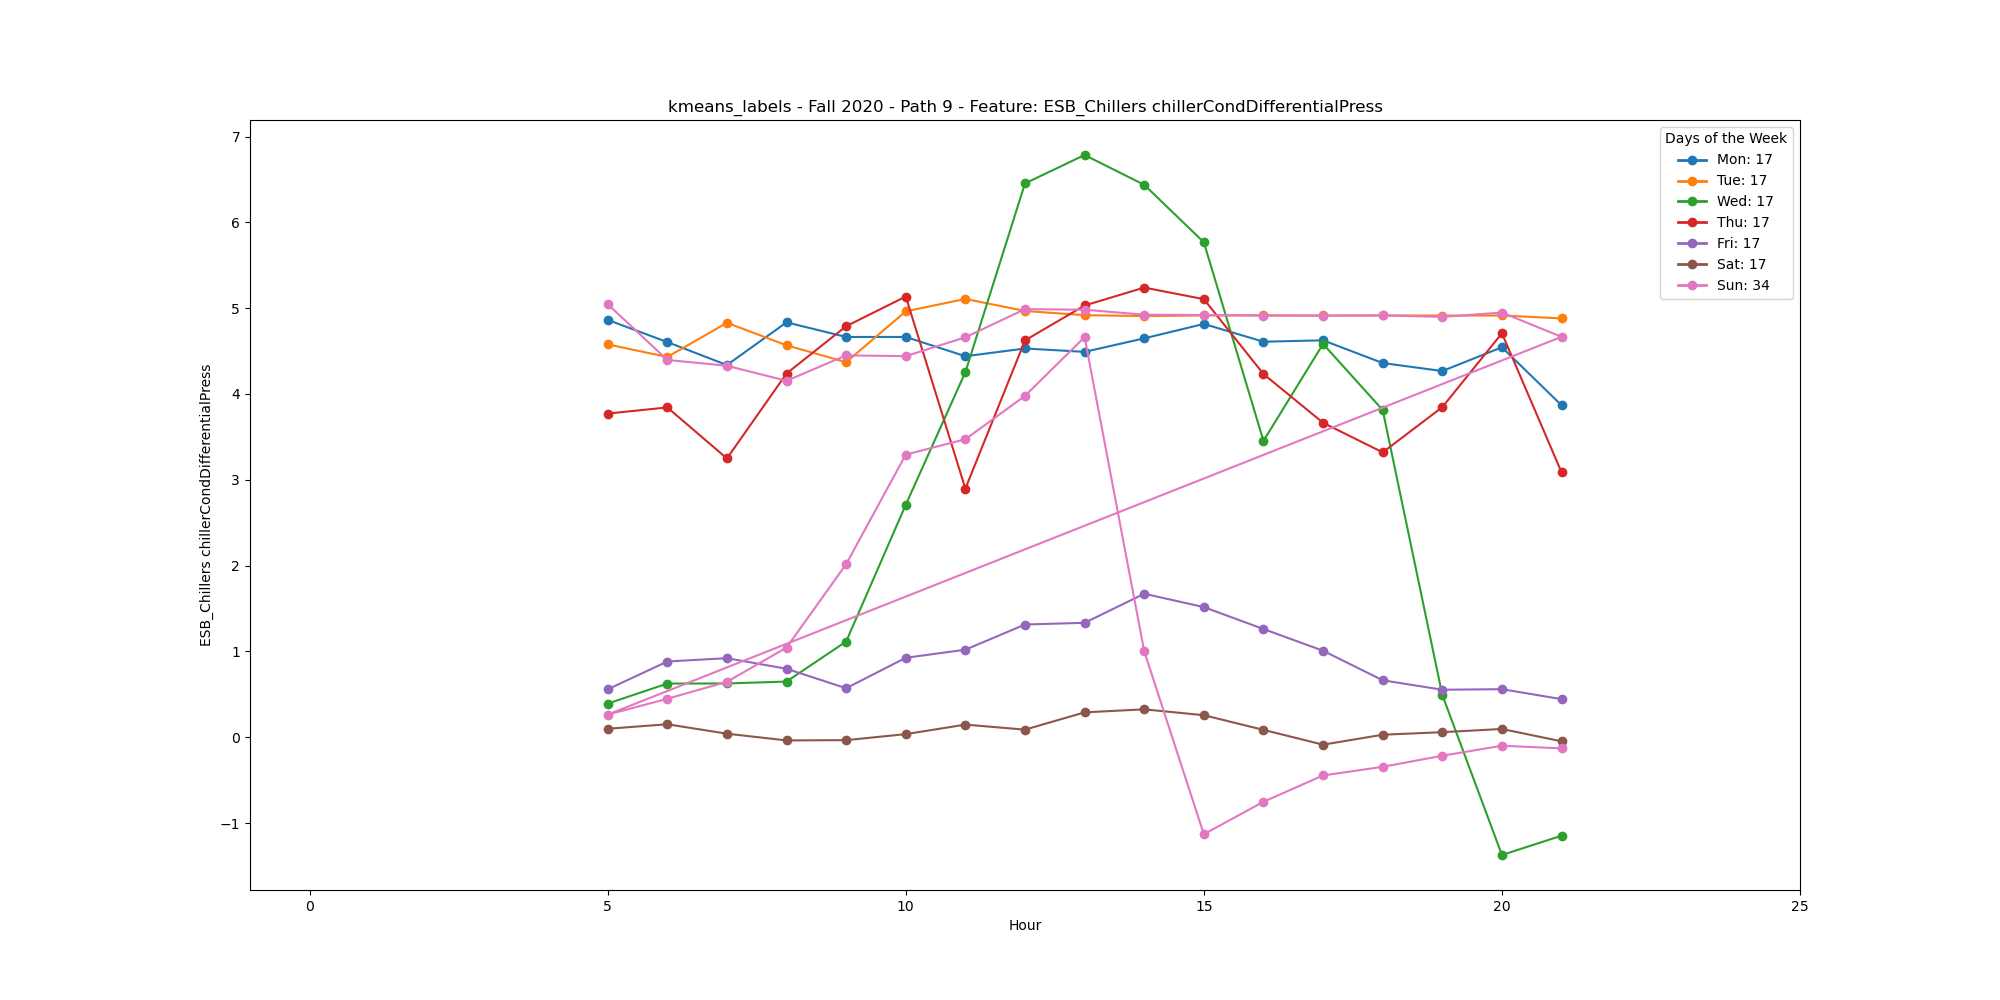 kmeans_labels - Fall 2020 - Path 9 - Feature: ESB_Chillers chillerCondDifferentialPress
Days of the Week
Mon: 17
Tue: 17
Wed: 17
Thu: 17
Fri: 17
Sat: 17
Sun: 34
7
6
5
4
3
2
1
0
−1
ESB_Chillers chillerCondDifferentialPress
0
5
10
15
20
25
Hour